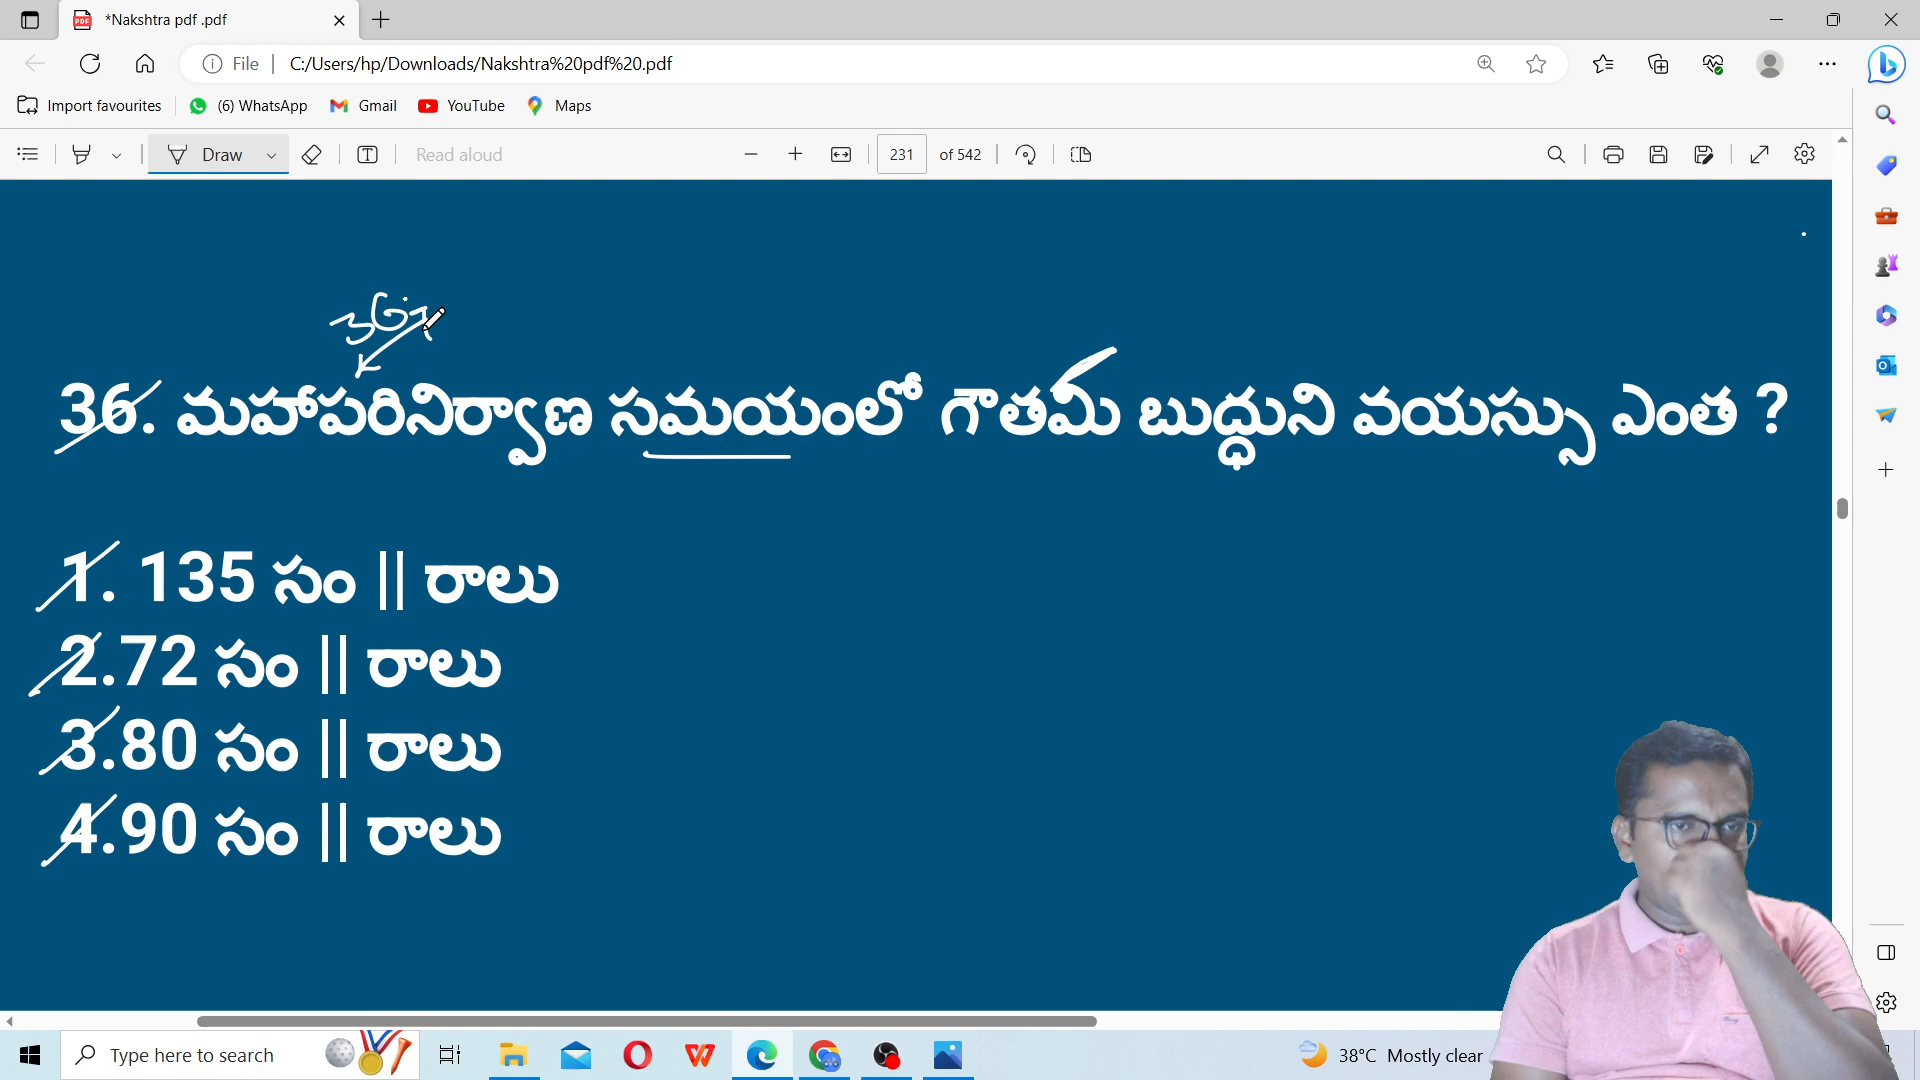 *Nakshtra pdf .pdf
File C:/Users/hp/Downloads/Nakshtra%20pdf%20.pdf
Import favourites (6) WhatsApp Gmail YouTube Maps
Draw Read aloud 231 of 542
36. మహాపరినిర్వాణ సమయంలో గౌతమ బుద్ధుని వయస్సు ఎంత ?
1. 135 సం || రాలు
2.72 సం || రాలు
3.80 సం || రాలు
4.90 సం || రాలు
Type here to search 38°C Mostly clear